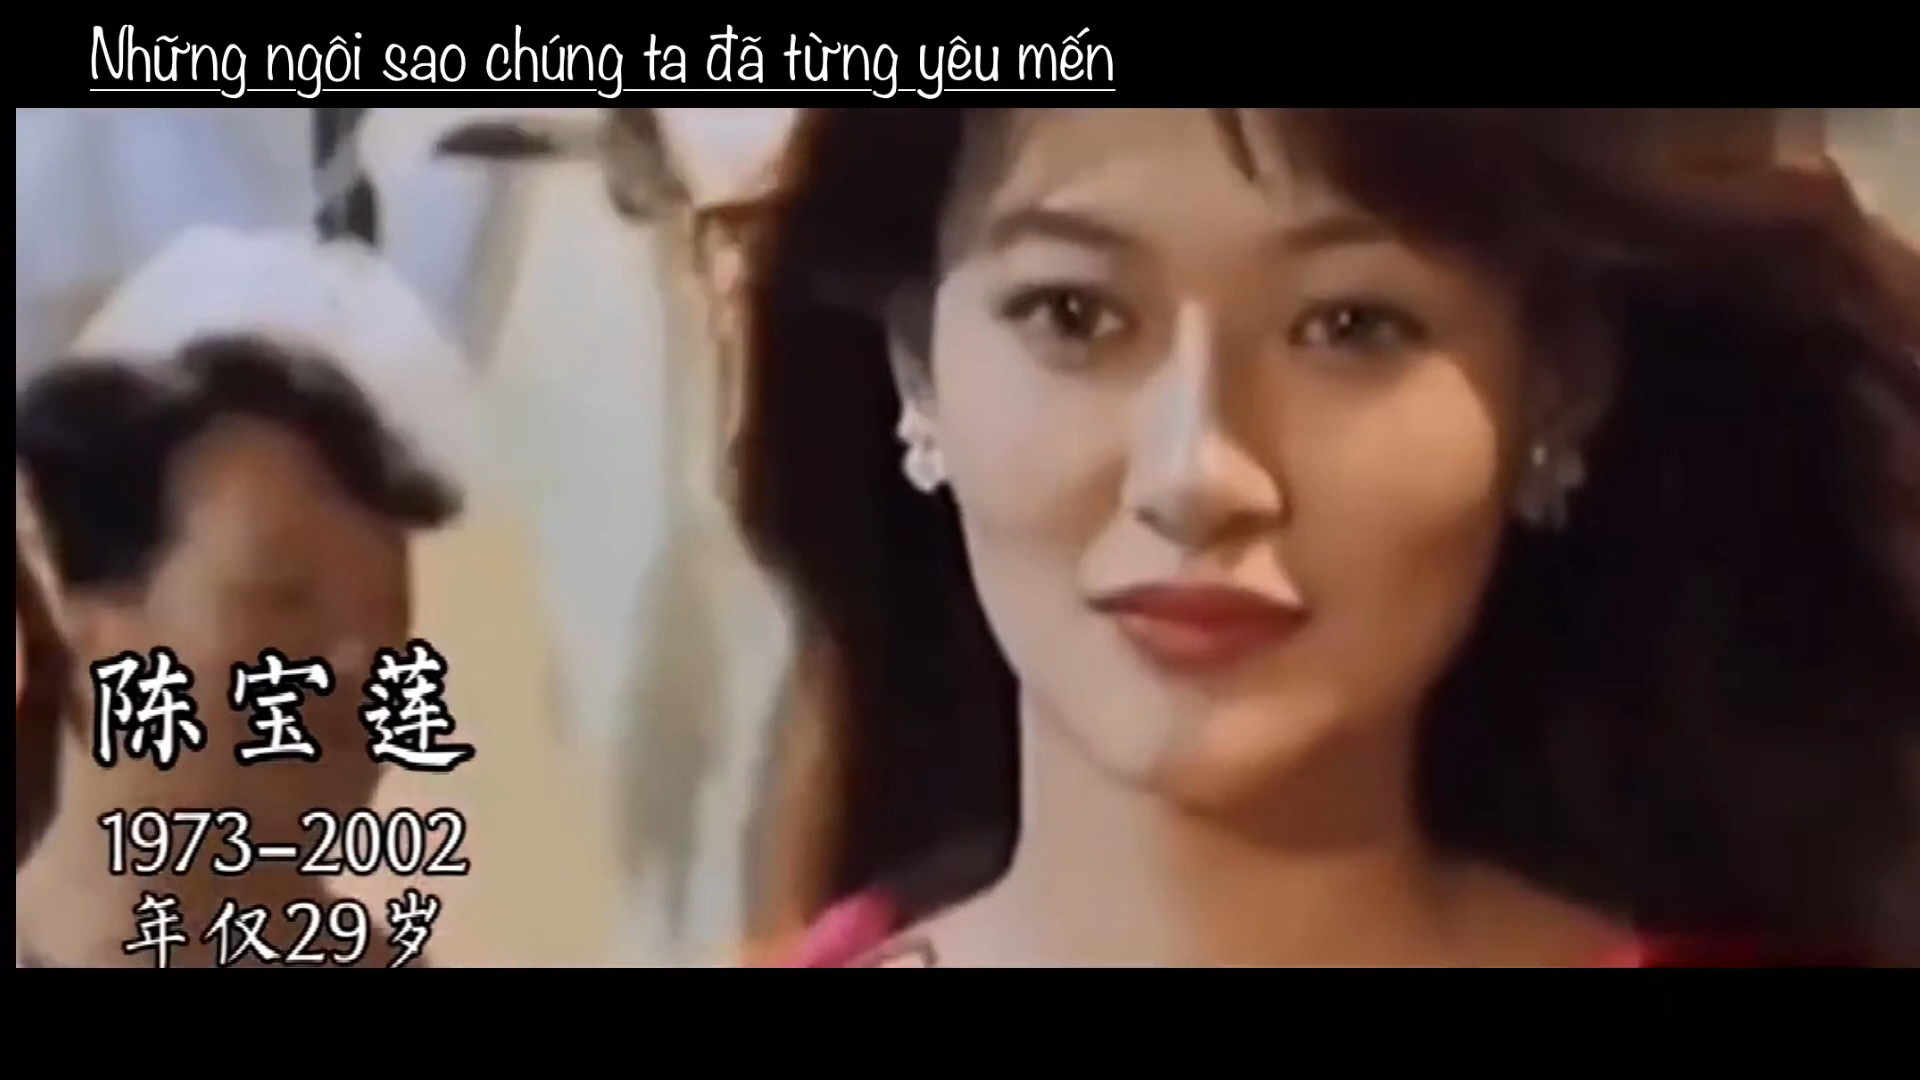 Những ngôi sao chúng ta đã từng yêu mến
陈宝莲
1973-2002
年仅29岁